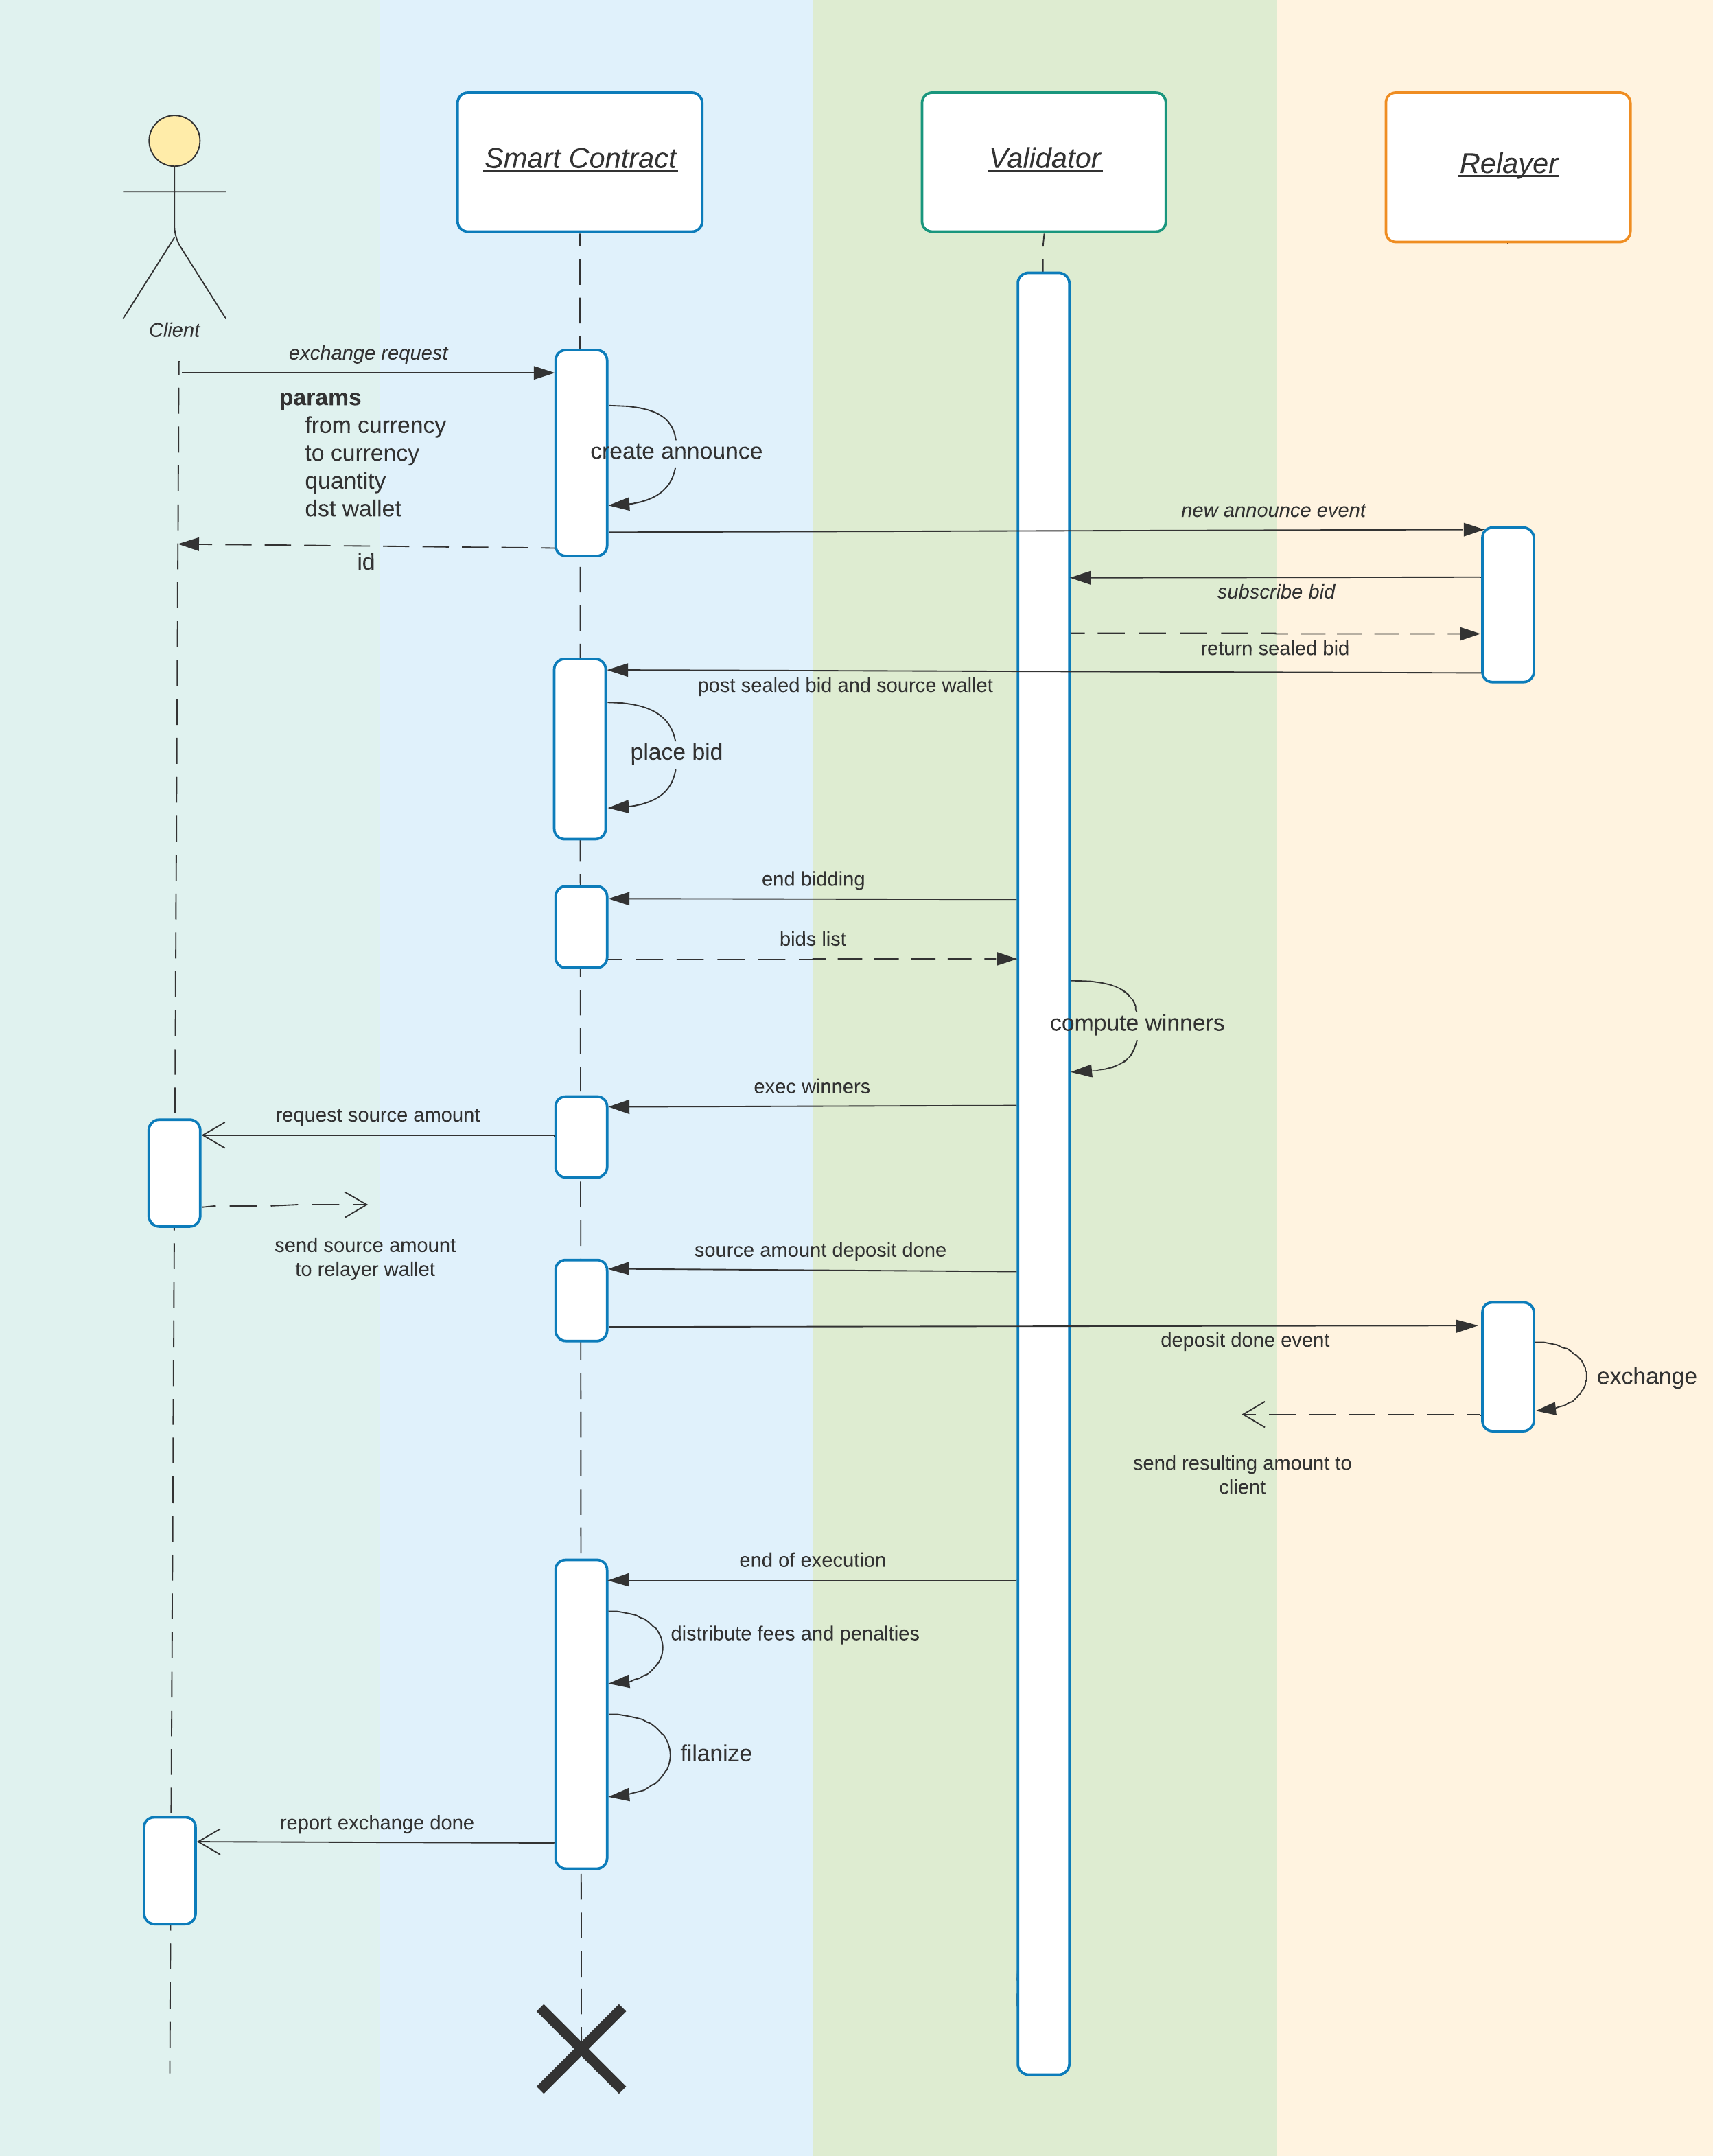 Smart Contract
Validator
Relayer
Client
exchange request
params
from currency
to currency
quantity
dst wallet
create announce
new announce event
id
subscribe bid
return sealed bid
post sealed bid and source wallet
place bid
end bidding
bids list
compute winners
exec winners
request source amount
send source amount
to relayer wallet
source amount deposit done
deposit done event
exchange
send resulting amount to
client
end of execution
distribute fees and penalties
filanize
report exchange done